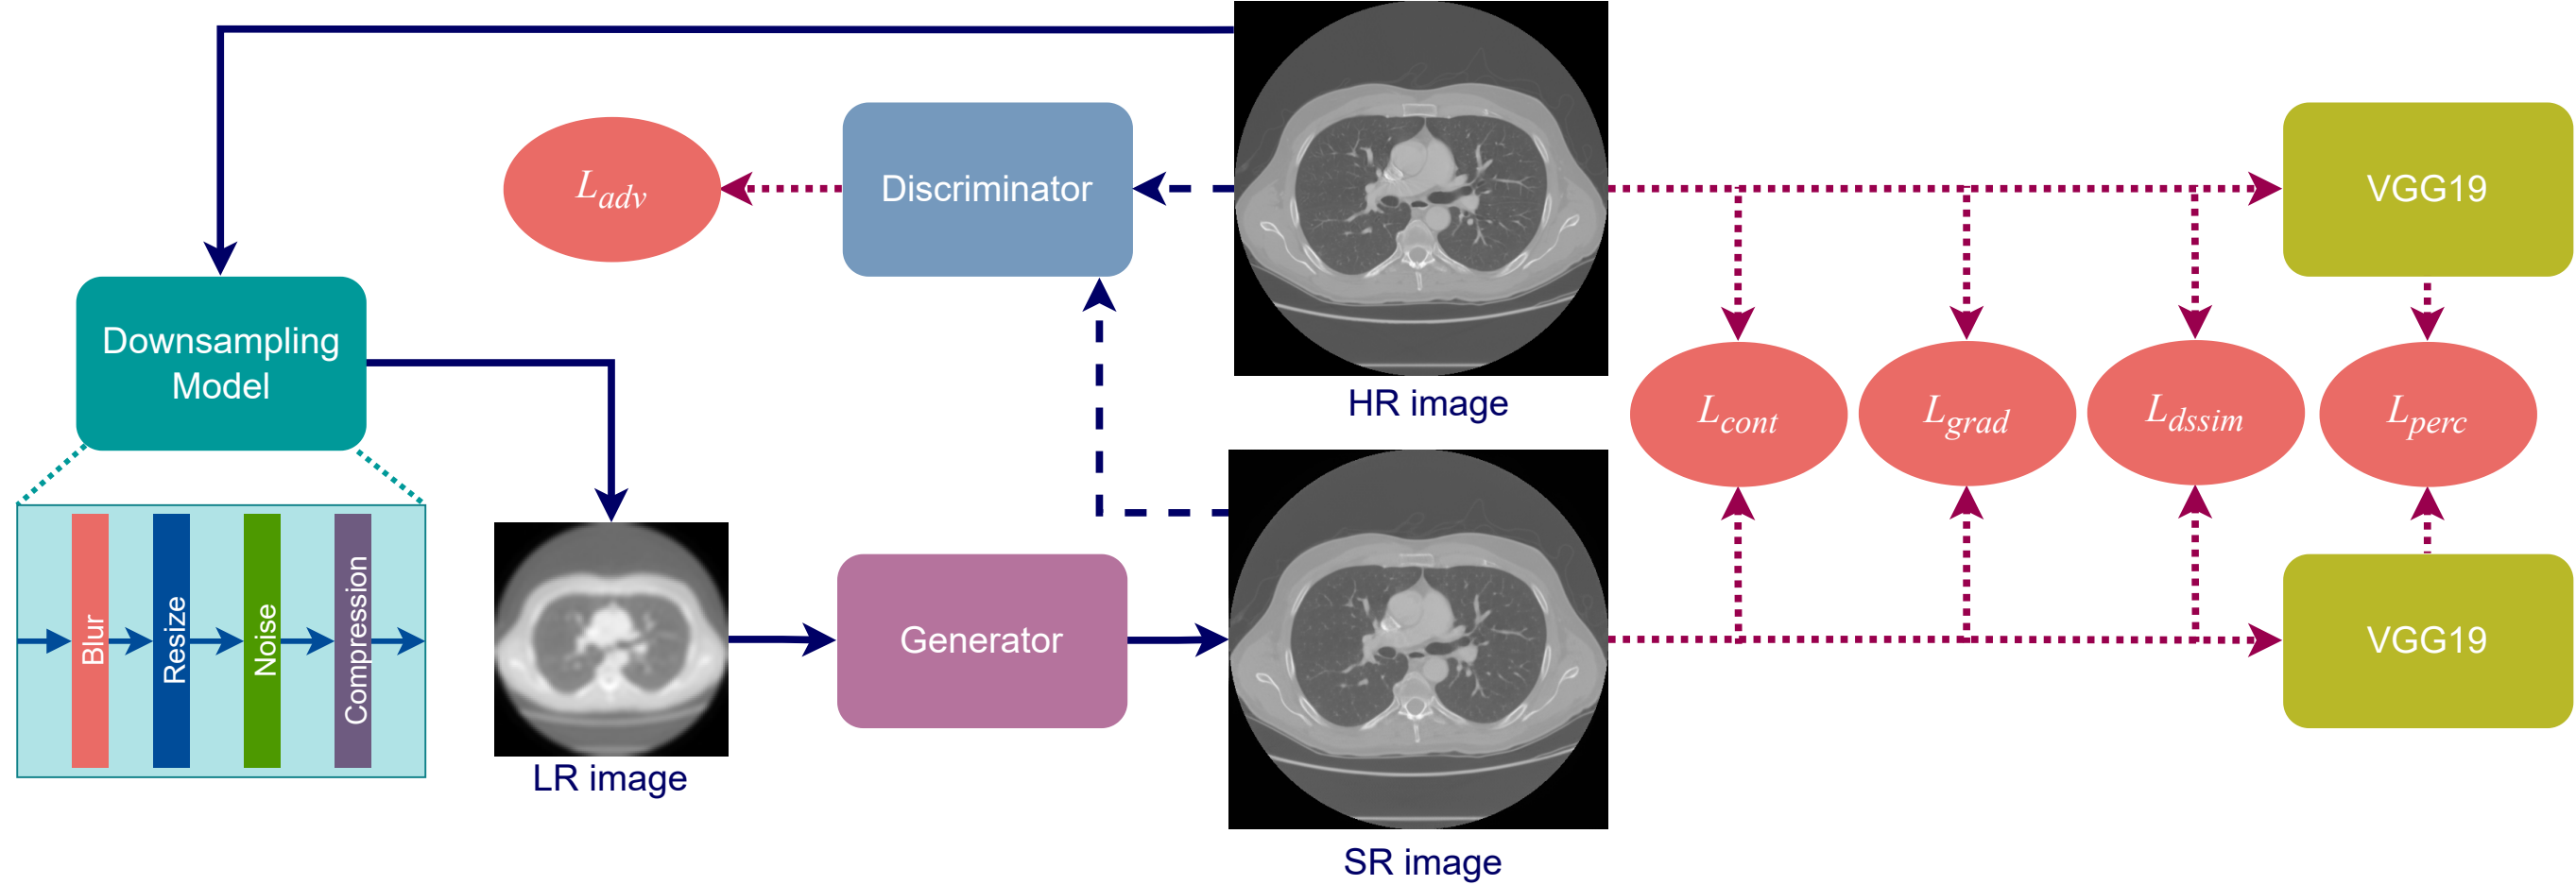 L_adv
Discriminator
VGG19
Downsampling
Model
HR image
L_cont
L_grad
L_dssim
L_perc
Blur
Resize
Noise
Compression
LR image
Generator
SR image
VGG19